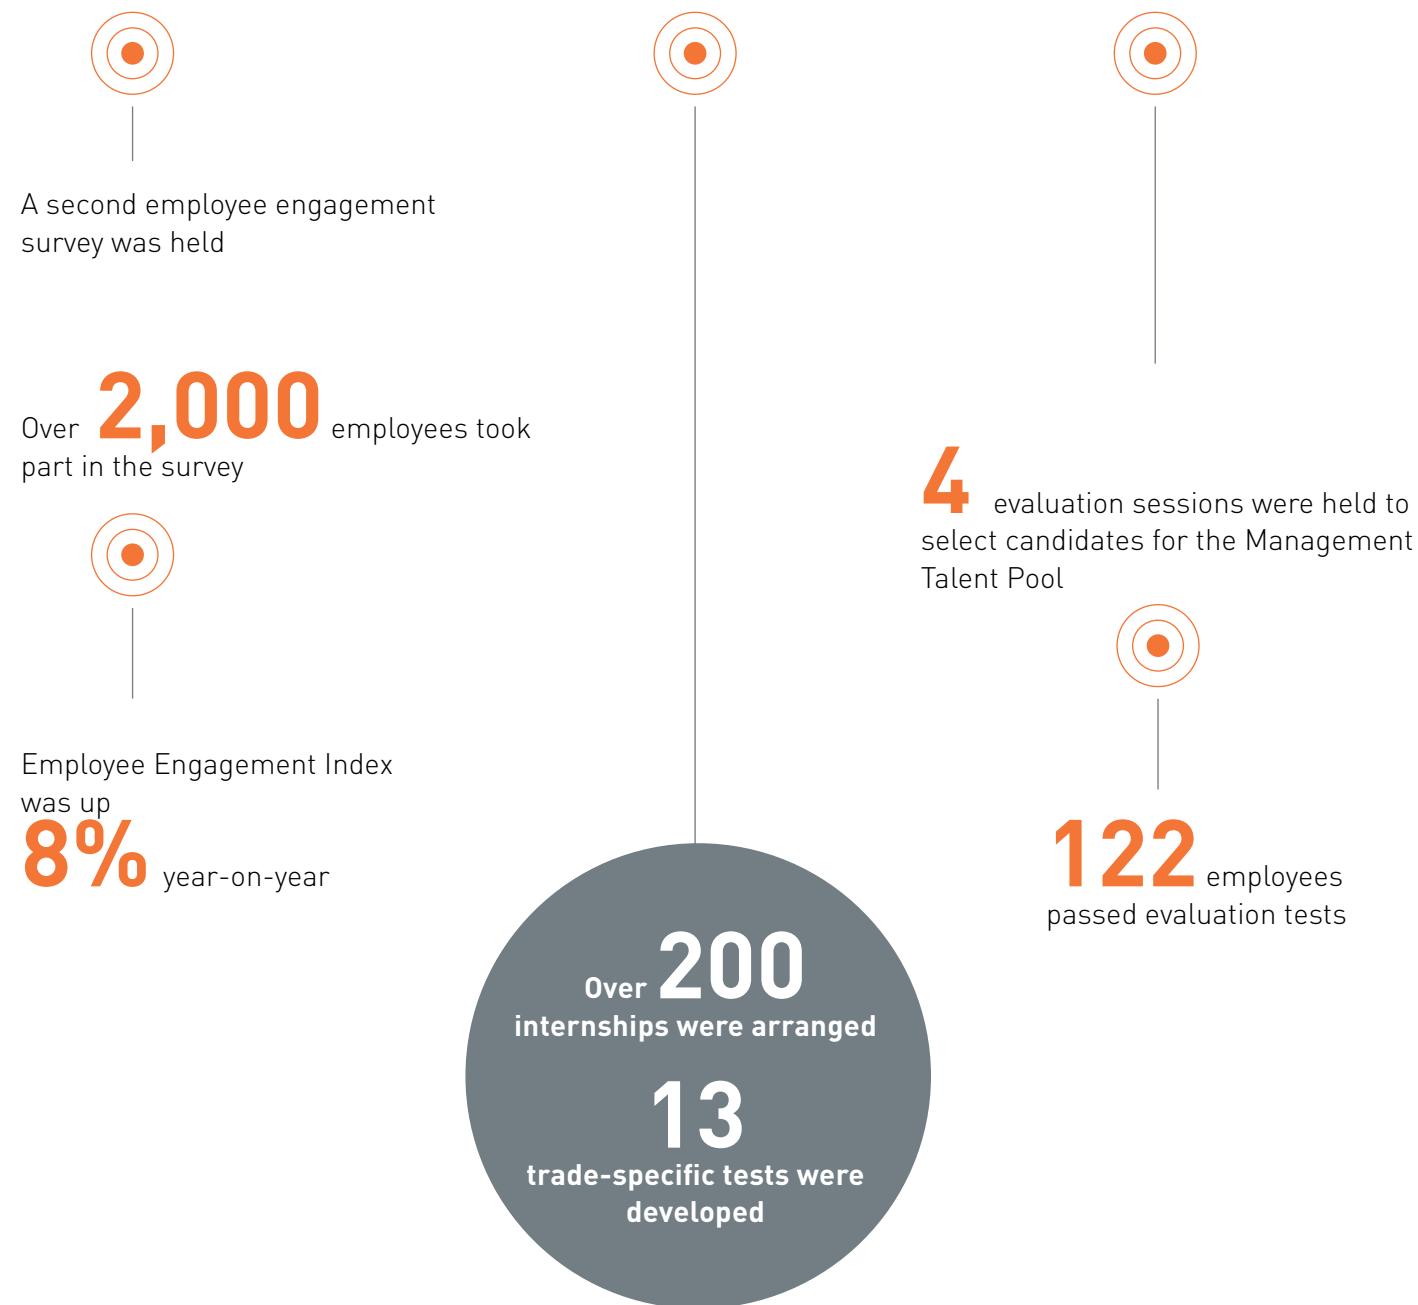 A second employee engagement
survey was held
Over 2,000 employees took
part in the survey
Employee Engagement Index
was up
8% year-on-year
Over 200
internships were arranged
13
trade-specific tests were
developed
4 evaluation sessions were held to
select candidates for the Management
Talent Pool
122 employees
passed evaluation tests